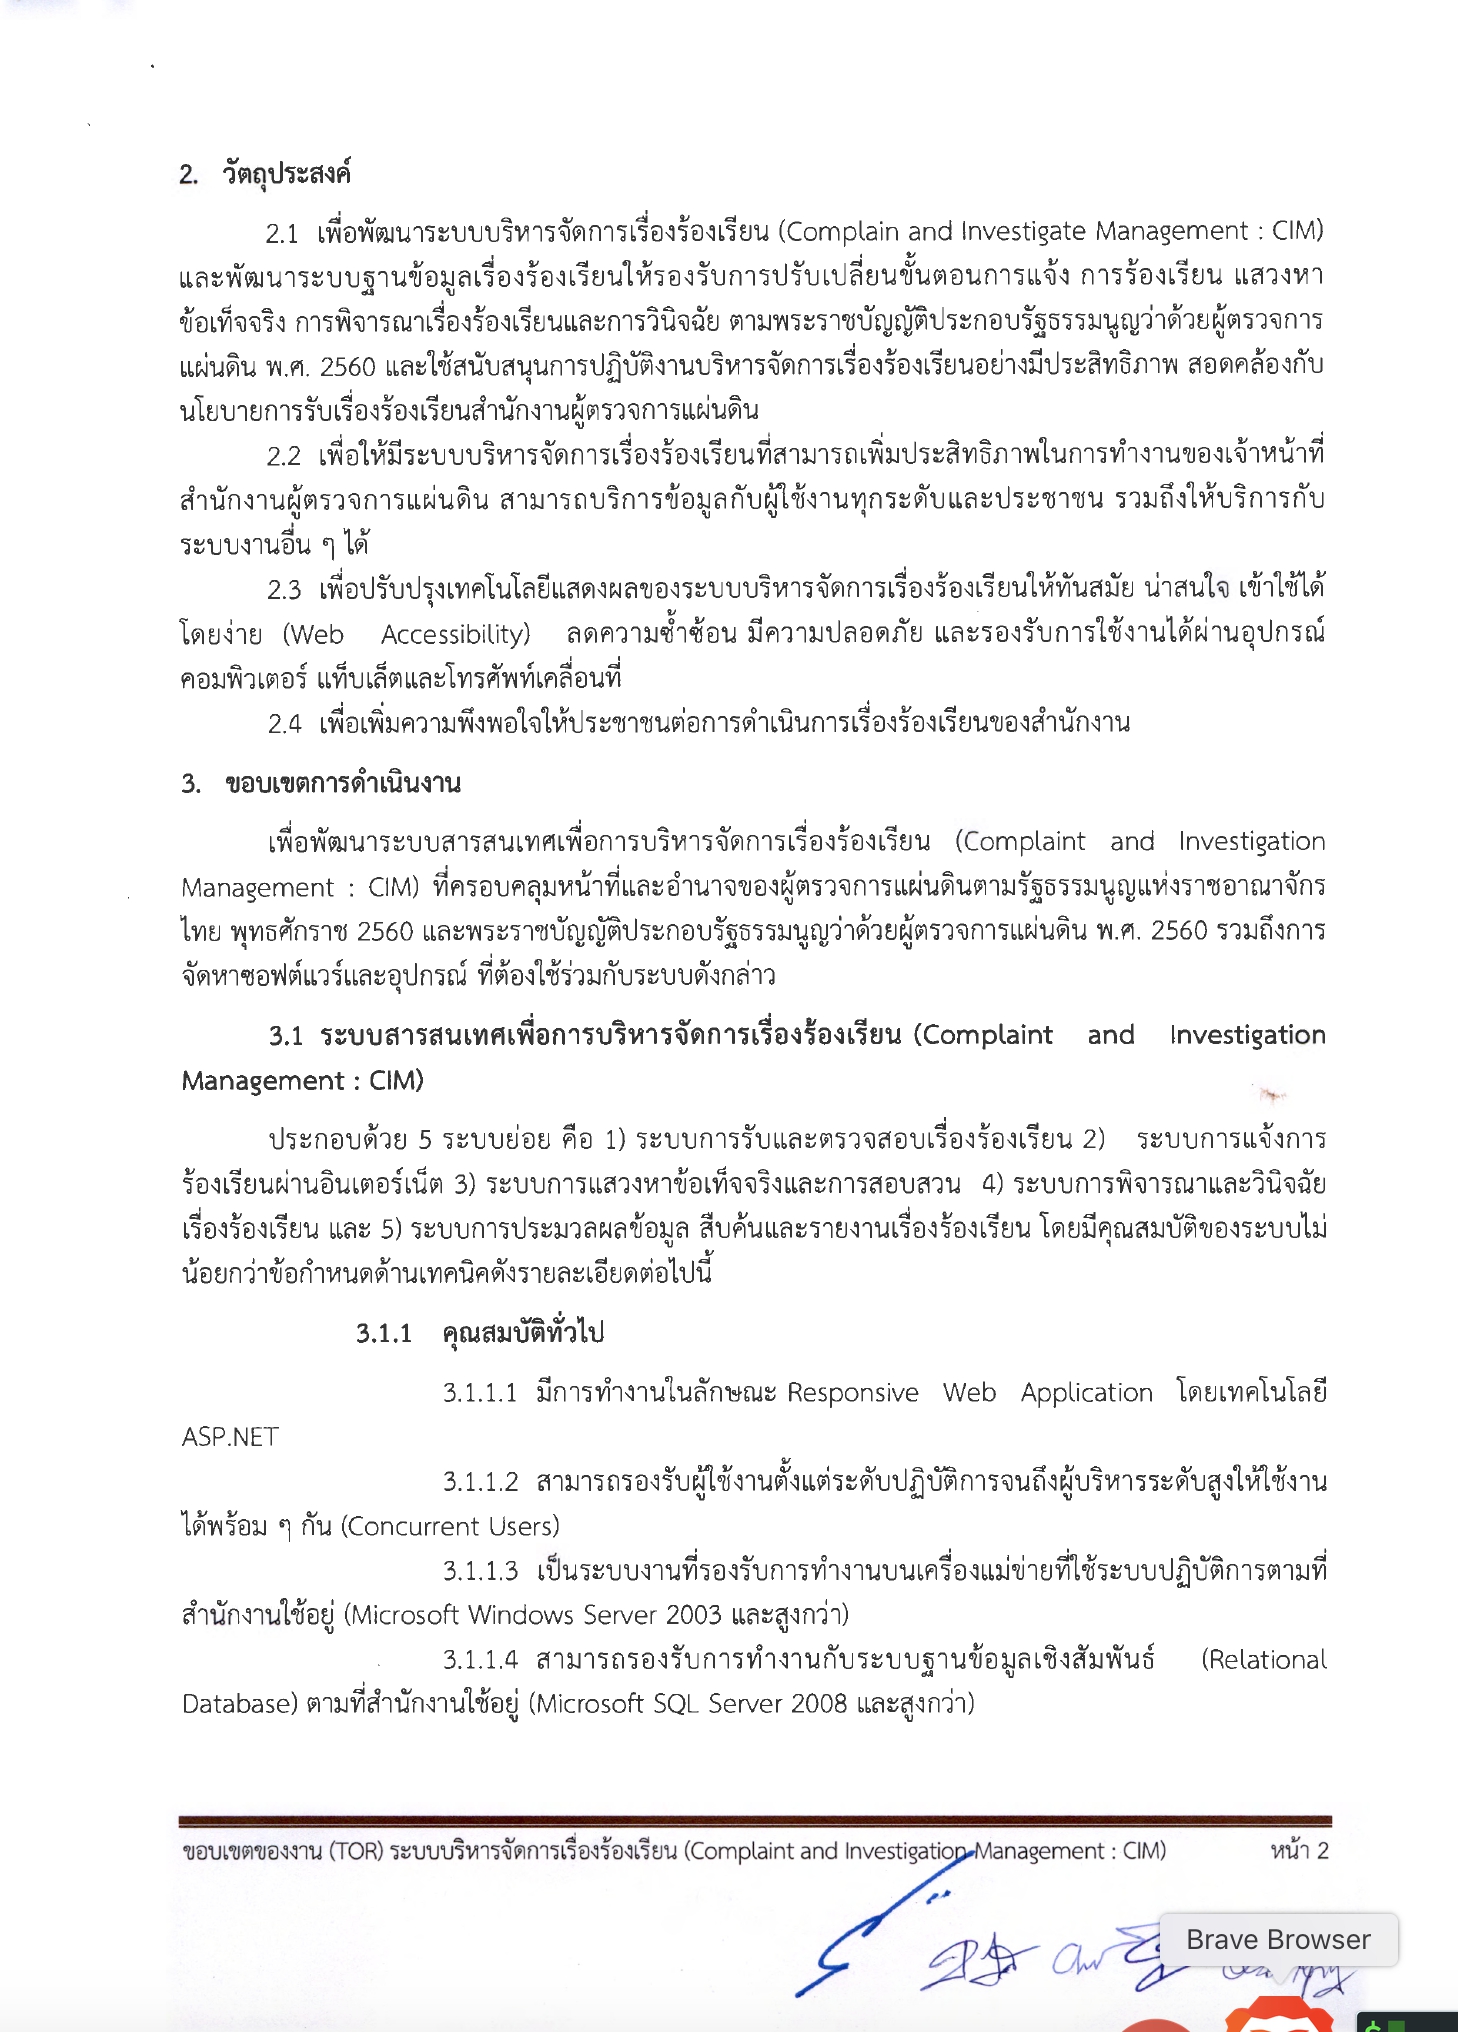 2. วัตถุประสงค์
2.1 เพื่อพัฒนาระบบบริหารจัดการเรื่องร้องเรียน (Complain and Investigate Management : CIM)
และพัฒนาระบบฐานข้อมูลเรื่องร้องเรียนให้รองรับการปรับเปลี่ยนขั้นตอนการแจ้ง การร้องเรียน แสวงหา
ข้อเท็จจริง การพิจารณาเรื่องร้องเรียนและการวินิจฉัย ตามพระราชบัญญัติประกอบรัฐธรรมนูญว่าด้วยผู้ตรวจการ
แผ่นดิน พ.ศ. 2560 และใช้สนับสนุนการปฏิบัติงานบริหารจัดการเรื่องร้องเรียนอย่างมีประสิทธิภาพ สอดคล้องกับ
นโยบายการรับเรื่องร้องเรียนสำนักงานผู้ตรวจการแผ่นดิน
2.2 เพื่อให้มีระบบบริหารจัดการเรื่องร้องเรียนที่สามารถเพิ่มประสิทธิภาพในการทำงานของเจ้าหน้าที่
สำนักงานผู้ตรวจการแผ่นดิน สามารถบริการข้อมูลกับผู้ใช้งานทุกระดับและประชาชน รวมถึงให้บริการกับ
ระบบงานอื่น ๆ ได้
2.3 เพื่อปรับปรุงเทคโนโลยีแสดงผลของระบบบริหารจัดการเรื่องร้องเรียนให้ทันสมัย น่าสนใจ เข้าใช้ได้
โดยง่าย (Web Accessibility) ลดความซ้ำซ้อน มีความปลอดภัย และรองรับการใช้งานได้ผ่านอุปกรณ์
คอมพิวเตอร์ แท็บเล็ตและโทรศัพท์เคลื่อนที่
2.4 เพื่อเพิ่มความพึงพอใจให้ประชาชนต่อการดำเนินการเรื่องร้องเรียนของสำนักงาน
3. ขอบเขตการดำเนินงาน
เพื่อพัฒนาระบบสารสนเทศเพื่อการบริหารจัดการเรื่องร้องเรียน (Complaint and Investigation
Management : CIM) ที่ครอบคลุมหน้าที่และอำนาจของผู้ตรวจการแผ่นดินตามรัฐธรรมนูญแห่งราชอาณาจักร
ไทย พุทธศักราช 2560 และพระราชบัญญัติประกอบรัฐธรรมนูญว่าด้วยผู้ตรวจการแผ่นดิน พ.ศ. 2560 รวมถึงการ
จัดหาซอฟต์แวร์และอุปกรณ์ ที่ต้องใช้ร่วมกับระบบดังกล่าว
3.1 ระบบสารสนเทศเพื่อการบริหารจัดการเรื่องร้องเรียน (Complaint and Investigation
Management : CIM)
ประกอบด้วย 5 ระบบย่อย คือ 1) ระบบการรับและตรวจสอบเรื่องร้องเรียน 2) ระบบการแจ้งการ
ร้องเรียนผ่านอินเตอร์เน็ต 3) ระบบการแสวงหาข้อเท็จจริงและการสอบสวน 4) ระบบการพิจารณาและวินิจฉัย
เรื่องร้องเรียน และ 5) ระบบการประมวลผลข้อมูล สืบค้นและรายงานเรื่องร้องเรียน โดยมีคุณสมบัติของระบบไม่
น้อยกว่าข้อกำหนดด้านเทคนิคดังรายละเอียดต่อไปนี้
3.1.1 คุณสมบัติทั่วไป
3.1.1.1 มีการทำงานในลักษณะ Responsive Web Application โดยเทคโนโลยี
ASP.NET
3.1.1.2 สามารถรองรับผู้ใช้งานตั้งแต่ระดับปฏิบัติการจนถึงผู้บริหารระดับสูงให้ใช้งาน
ได้พร้อม ๆ กัน (Concurrent Users)
3.1.1.3 เป็นระบบงานที่รองรับการทำงานบนเครื่องแม่ข่ายที่ใช้ระบบปฏิบัติการตามที่
สำนักงานใช้อยู่ (Microsoft Windows Server 2003 และสูงกว่า)
3.1.1.4 สามารถรองรับการทำงานกับระบบฐานข้อมูลเชิงสัมพันธ์ (Relational
Database) ตามที่สำนักงานใช้อยู่ (Microsoft SQL Server 2008 และสูงกว่า)
ขอบเขตของงาน (TOR) ระบบบริหารจัดการเรื่องร้องเรียน (Complaint and Investigation Management : CIM) หน้า 2
Brave Browser